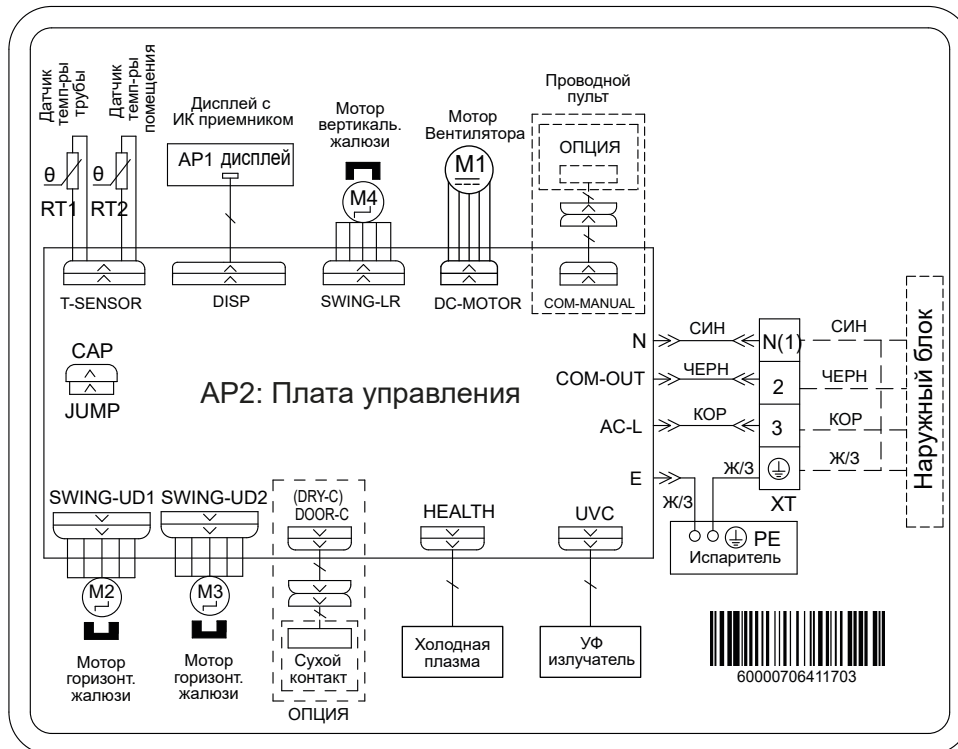 Датчик
темп-ры
трубы
Датчик
темп-ры
помещения
Дисплей с
ИК приемником
Мотор
вертикаль.
жалюзи
Мотор
Вентилятора
Проводной
пульт
θ
θ
RT1
RT2
AP1 дисплей
M4
M1
ОПЦИЯ
T-SENSOR
DISP
SWING-LR
DC-MOTOR
COM-MANUAL
CAP
JUMP
AP2: Плата управления
N
СИН
N(1)
СИН
COM-OUT
ЧЕРН
2
ЧЕРН
AC-L
КОР
3
КОР
E
Ж/З
Ж/З
Ж/З
XT
Наружный блок
PE
Испаритель
SWING-UD1
SWING-UD2
(DRY-C)
DOOR-C
HEALTH
UVC
M2
M3
Мотор
горизонт.
жалюзи
Мотор
горизонт.
жалюзи
Сухой
контакт
ОПЦИЯ
Холодная
плазма
УФ
излучатель
60000706411703